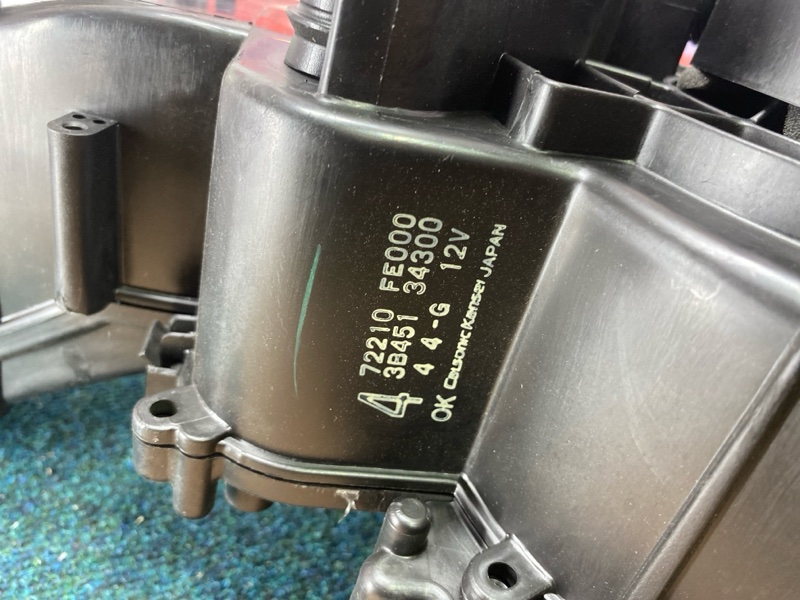 4
72210 FE000
3B451 34300
4 4-G 12V
OK Calsonic Kansei JAPAN